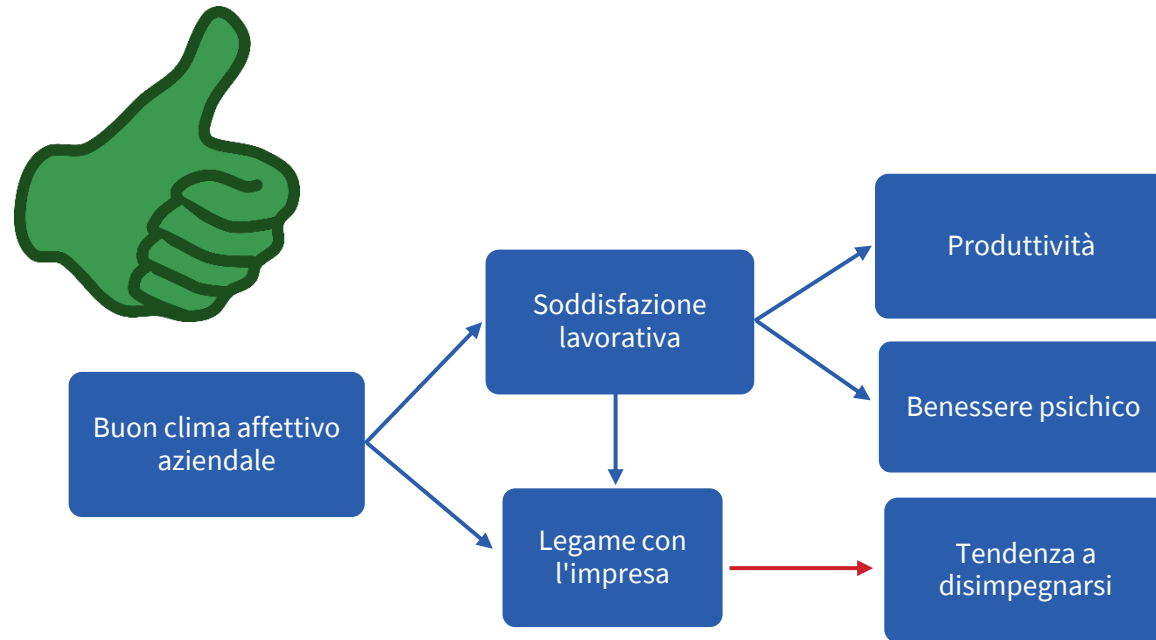 Produttività
Soddisfazione
lavorativa
Benessere psichico
Buon clima affettivo
aziendale
Legame con
l'impresa
Tendenza a
disimpegnarsi